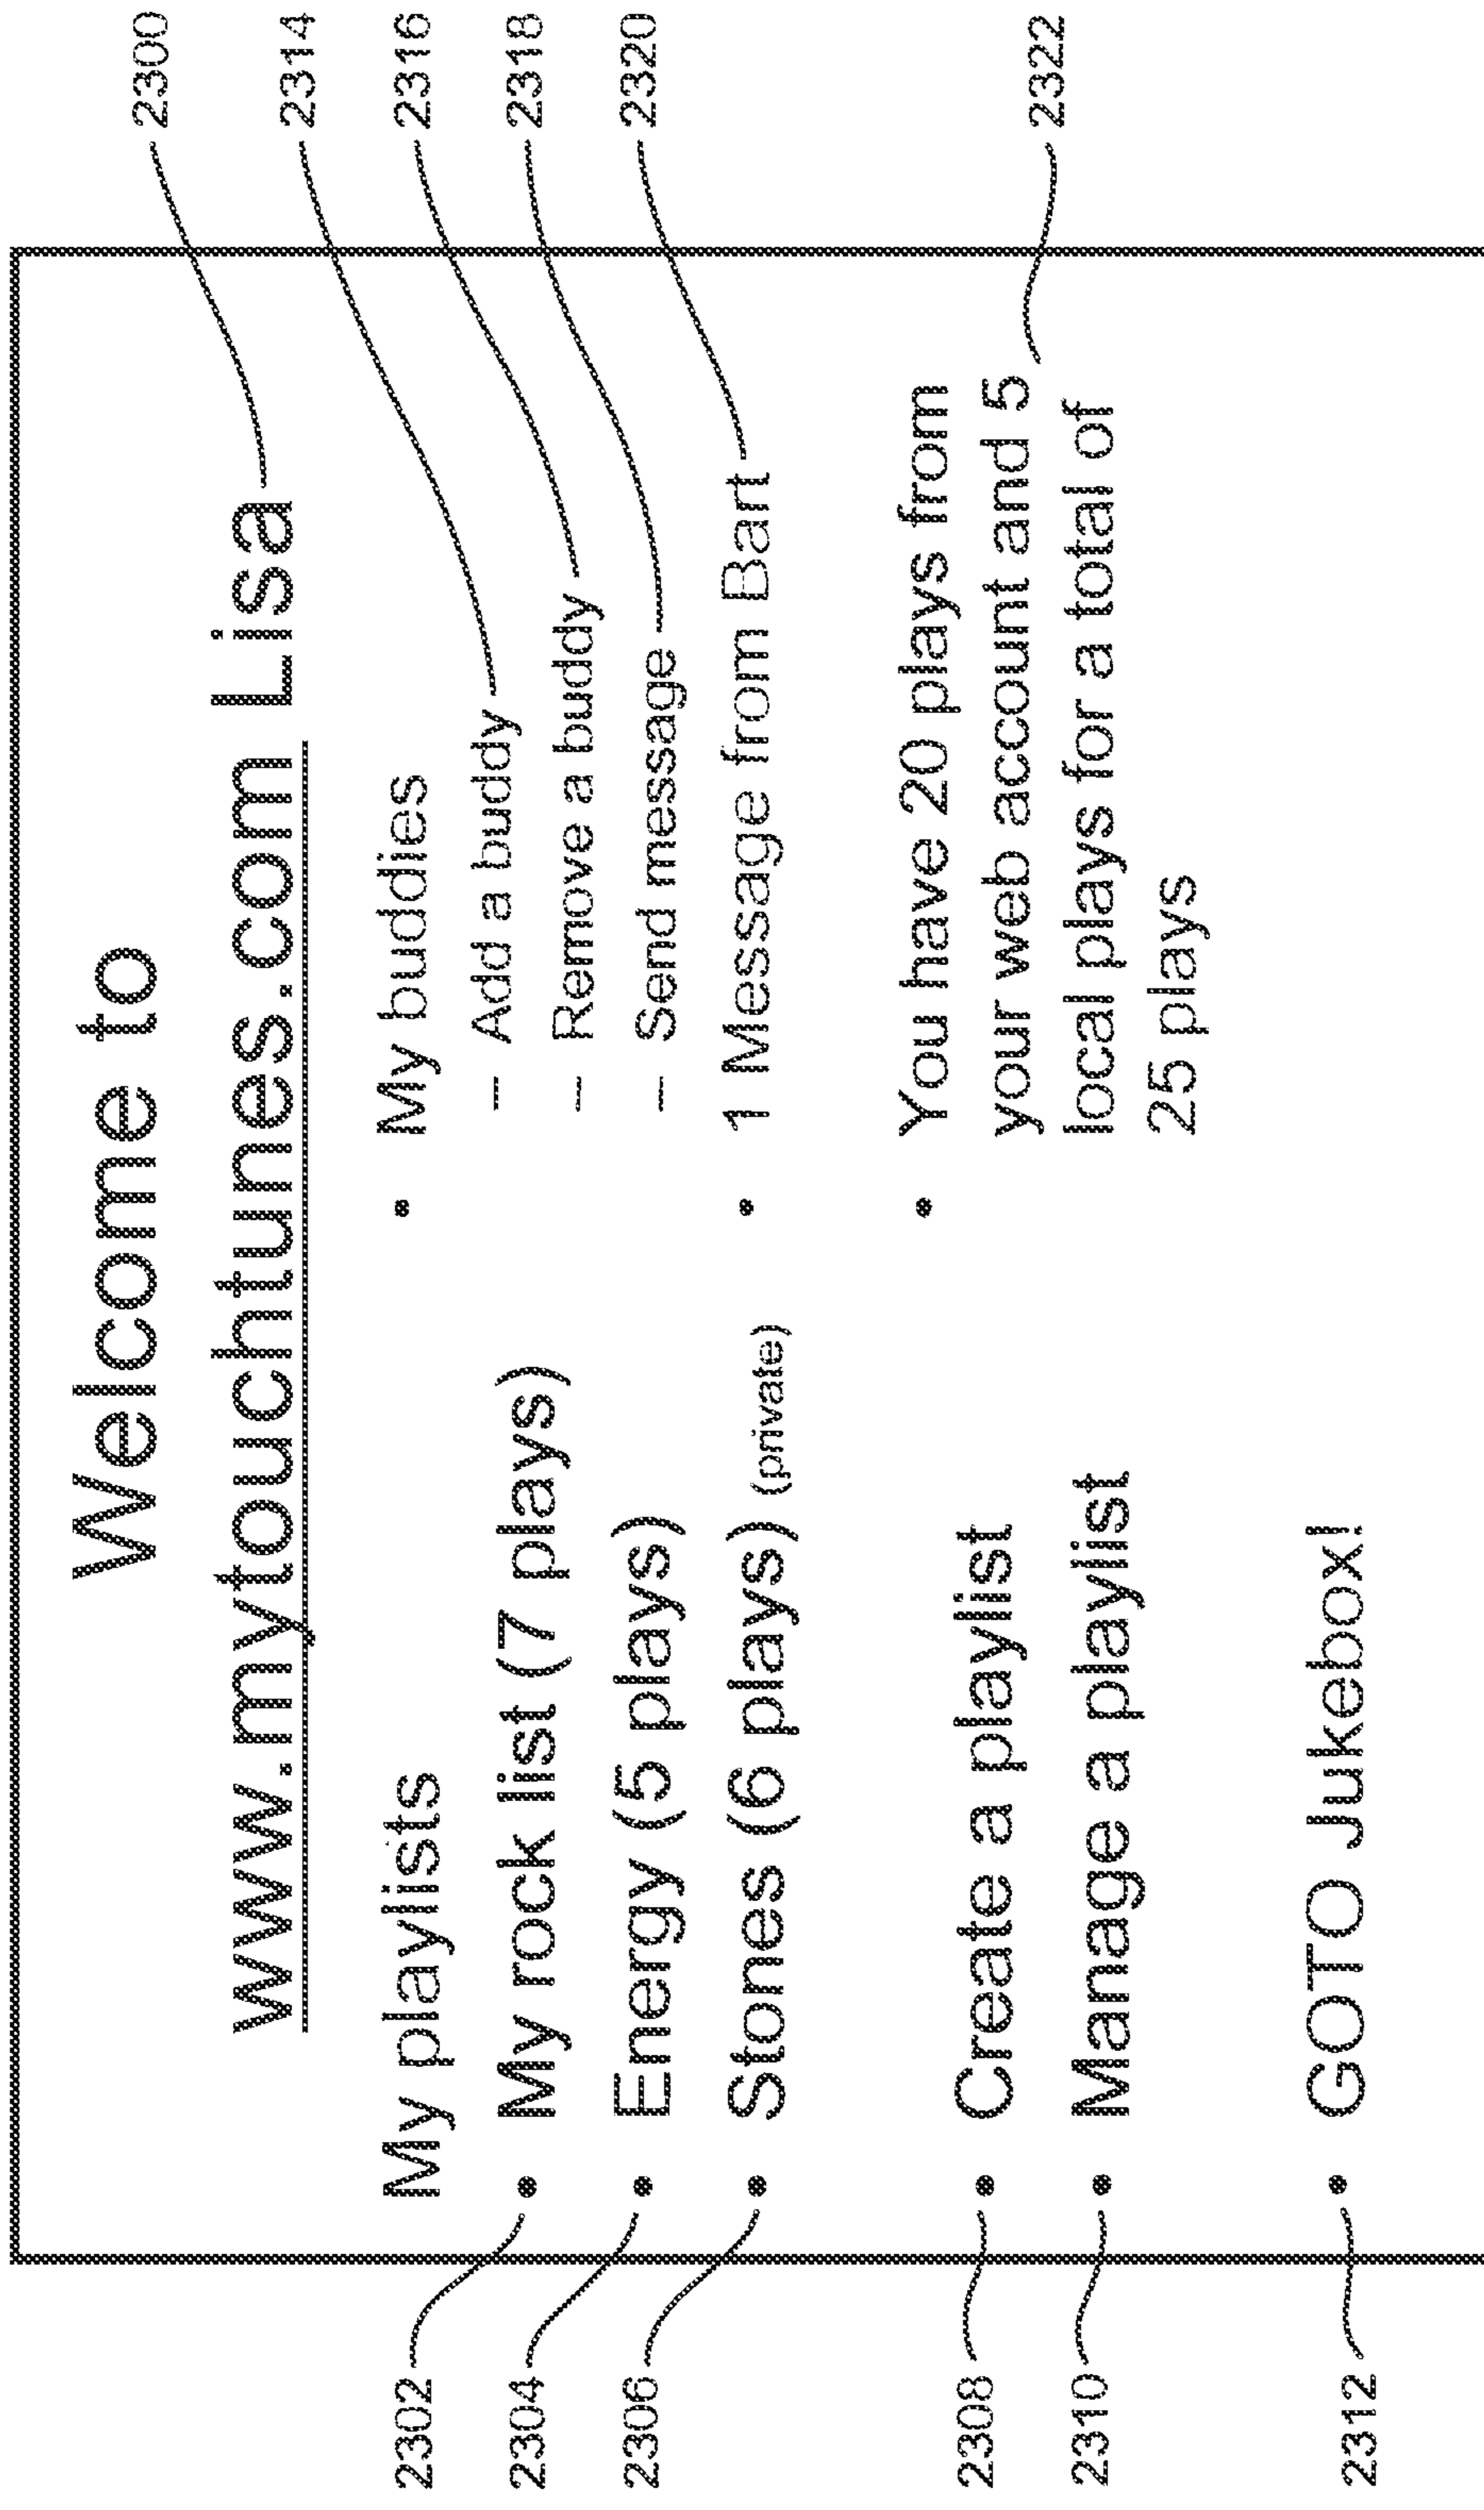 Welcome to
www.mytouchtunes.com Lisa
2300
My playlists
2302
• My rock list (7 plays)
2304
• Energy (5 plays)
2306
• Stones (6 plays) (private)
2308
• Create a playlist
2310
• Manage a playlist
2312
• GOTO Jukebox!
• My buddies
– Add a buddy
2314
– Remove a buddy
2316
– Send message
2318
• 1 Message from Bart
2320
• You have 20 plays from
your web account and 5
local plays for a total of
25 plays
2322